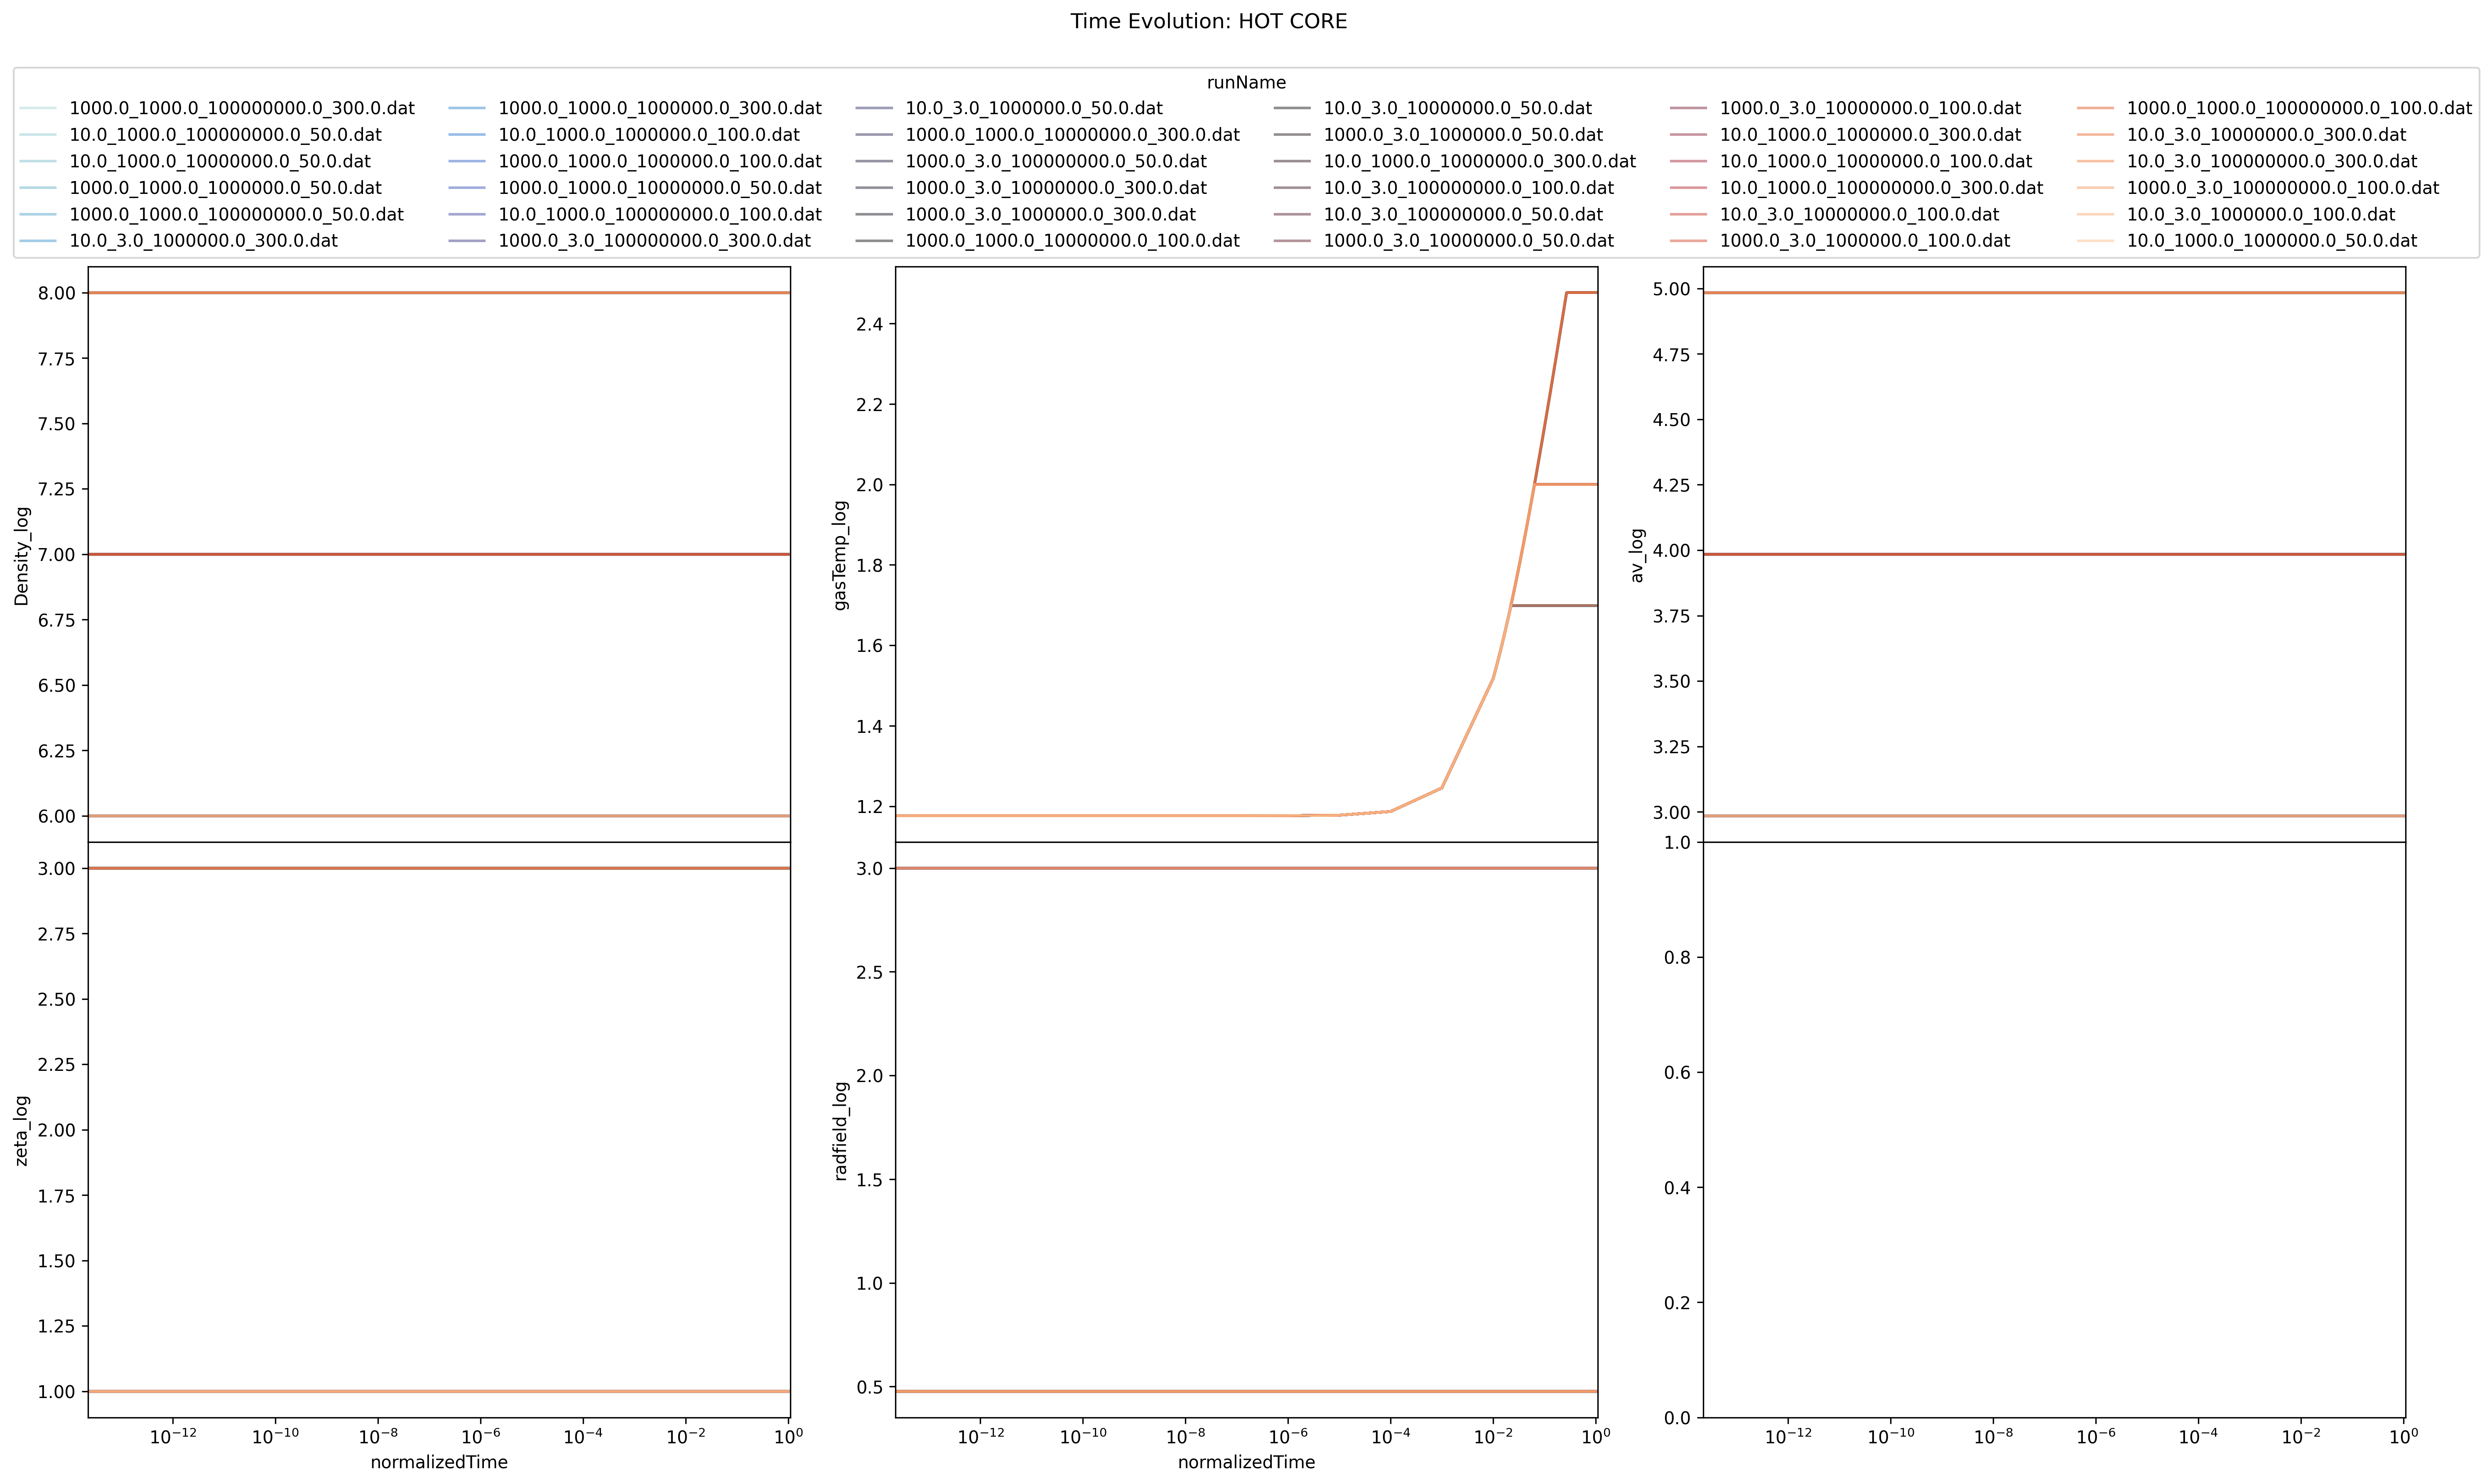 Time Evolution: HOT CORE
runName
1000.0_1000.0_100000000.0_300.0.dat 1000.0_1000.0_1000000.0_300.0.dat 10.0_3.0_1000000.0_50.0.dat 10.0_3.0_10000000.0_50.0.dat 1000.0_3.0_10000000.0_100.0.dat 1000.0_1000.0_100000000.0_100.0.dat
10.0_1000.0_100000000.0_50.0.dat 10.0_1000.0_1000000.0_100.0.dat 1000.0_1000.0_10000000.0_300.0.dat 1000.0_3.0_1000000.0_50.0.dat 10.0_1000.0_1000000.0_300.0.dat 10.0_3.0_10000000.0_300.0.dat
10.0_1000.0_10000000.0_50.0.dat 1000.0_1000.0_1000000.0_100.0.dat 1000.0_3.0_100000000.0_50.0.dat 10.0_1000.0_10000000.0_300.0.dat 10.0_1000.0_10000000.0_100.0.dat 10.0_3.0_100000000.0_300.0.dat
1000.0_1000.0_1000000.0_50.0.dat 1000.0_1000.0_10000000.0_50.0.dat 1000.0_3.0_10000000.0_300.0.dat 10.0_3.0_100000000.0_100.0.dat 10.0_1000.0_100000000.0_300.0.dat 1000.0_3.0_100000000.0_100.0.dat
1000.0_1000.0_100000000.0_50.0.dat 10.0_1000.0_100000000.0_100.0.dat 1000.0_3.0_1000000.0_300.0.dat 10.0_3.0_100000000.0_50.0.dat 10.0_3.0_10000000.0_100.0.dat 10.0_3.0_1000000.0_100.0.dat
10.0_3.0_1000000.0_300.0.dat 1000.0_3.0_100000000.0_300.0.dat 1000.0_1000.0_10000000.0_100.0.dat 1000.0_3.0_10000000.0_50.0.dat 1000.0_3.0_1000000.0_100.0.dat 10.0_1000.0_1000000.0_50.0.dat
Density_log
8.00
7.75
7.50
7.25
7.00
6.75
6.50
6.25
6.00
gasTemp_log
2.4
2.2
2.0
1.8
1.6
1.4
1.2
av_log
5.00
4.75
4.50
4.25
4.00
3.75
3.50
3.25
3.00
zeta_log
3.00
2.75
2.50
2.25
2.00
1.75
1.50
1.25
1.00
10⁻¹² 10⁻¹⁰ 10⁻⁸ 10⁻⁶ 10⁻⁴ 10⁻² 10⁰
normalizedTime
radfield_log
3.0
2.5
2.0
1.5
1.0
0.5
10⁻¹² 10⁻¹⁰ 10⁻⁸ 10⁻⁶ 10⁻⁴ 10⁻² 10⁰
normalizedTime
1.0
0.8
0.6
0.4
0.2
0.0
10⁻¹² 10⁻¹⁰ 10⁻⁸ 10⁻⁶ 10⁻⁴ 10⁻² 10⁰